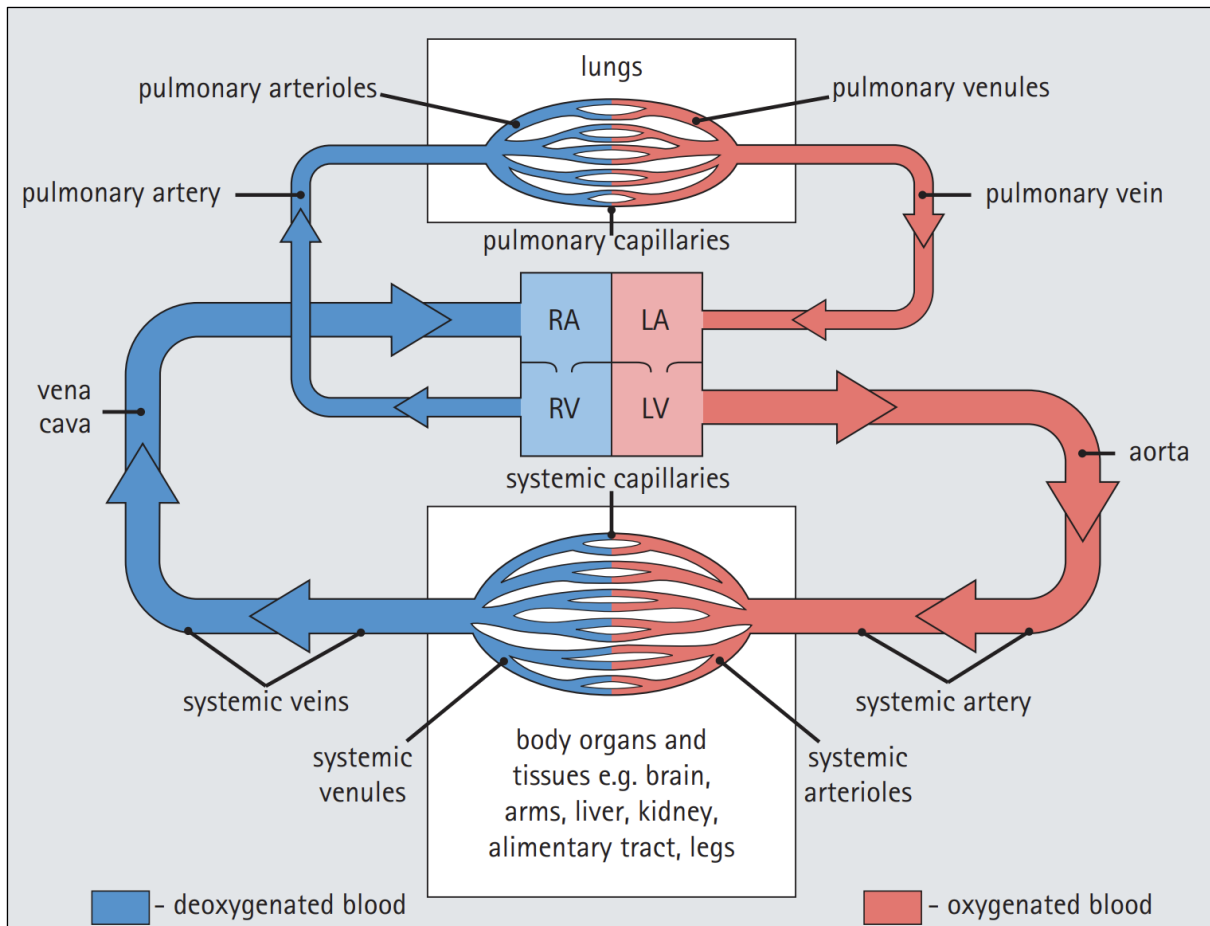 lungs
pulmonary arterioles
pulmonary venules
pulmonary artery
pulmonary vein
pulmonary capillaries
RA
LA
vena
cava
RV
LV
aorta
systemic capillaries
systemic veins
systemic artery
systemic
venules
body organs and
tissues e.g. brain,
arms, liver, kidney,
alimentary tract, legs
systemic
arterioles
- deoxygenated blood
- oxygenated blood